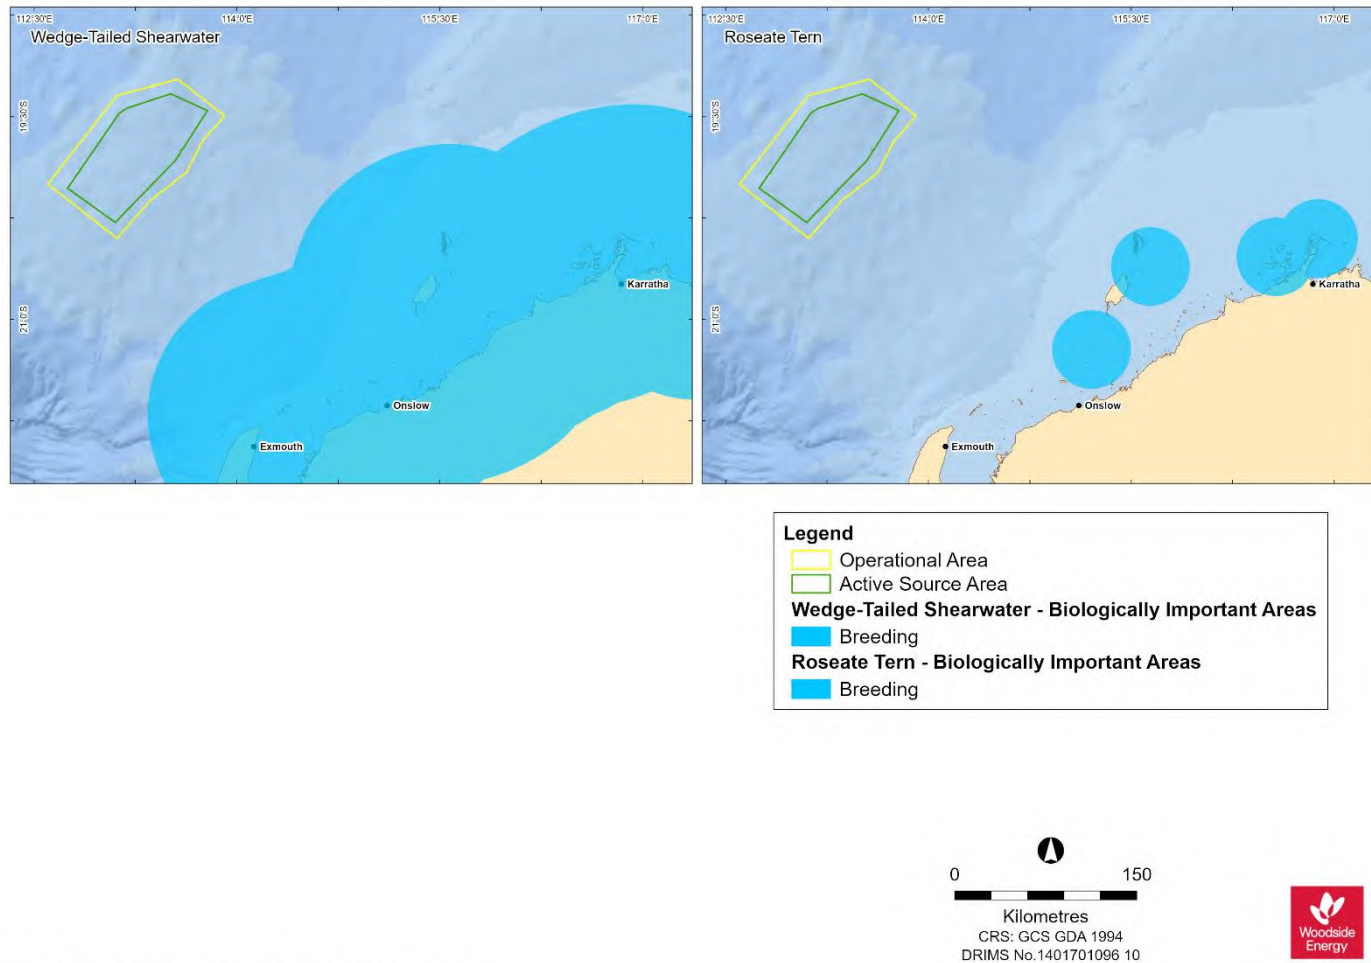 112°30'E
114°0'E
115°30'E
117°0'E
Wedge-Tailed Shearwater
19°30'S
21°0'S
Karratha
Onslow
Exmouth
112°30'E
114°0'E
115°30'E
117°0'E
Roseate Tern
19°30'S
21°0'S
Karratha
Onslow
Exmouth
Legend
Operational Area
Active Source Area
Wedge-Tailed Shearwater - Biologically Important Areas
Breeding
Roseate Tern - Biologically Important Areas
Breeding
0 150
Kilometres
CRS: GCS GDA 1994
DRIMS No.1401701096 10
Woodside
Energy